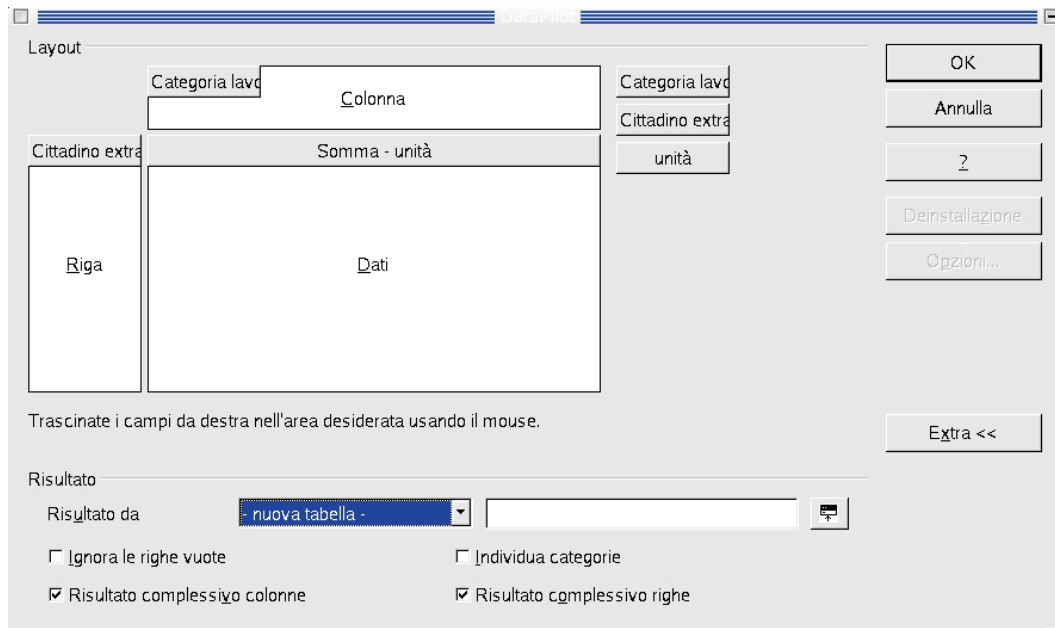 DataPilot
Layout
OK
Categoria lavo
Colonna
Categoria lavo
Annulla
Cittadino extra
Cittadino extra
Somma - unità
unità
?
Deinstallazione
Riga
Dati
Opzioni...
Trascinate i campi da destra nell'area desiderata usando il mouse.
Extra <<
Risultato
Risultato da
- nuova tabella -
Ignora le righe vuote
Individua categorie
Risultato complessivo colonne
Risultato complessivo righe